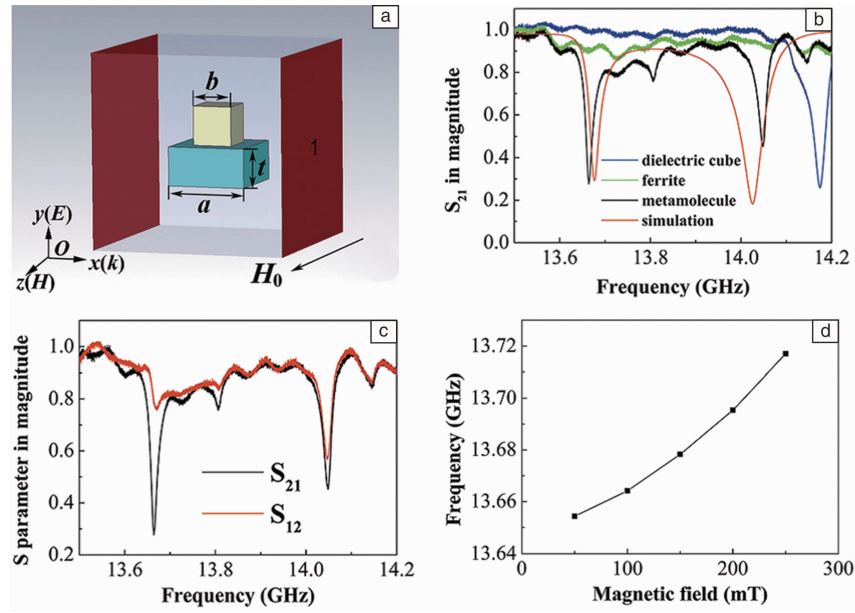 a
b
t
a
1
y(E)
O
x(k)
z(H)
H0
b
S21 in magnitude
1.0
0.8
0.6
0.4
0.2
0.0
dielectric cube
ferrite
metamolecule
simulation
13.6 13.8 14.0 14.2
Frequency (GHz)
c
S parameter in magnitude
1.0
0.8
0.6
0.4
0.2
S21
S12
13.6 13.8 14.0 14.2
Frequency (GHz)
d
Frequency (GHz)
13.72
13.70
13.68
13.66
13.64
0 100 200 300
Magnetic field (mT)